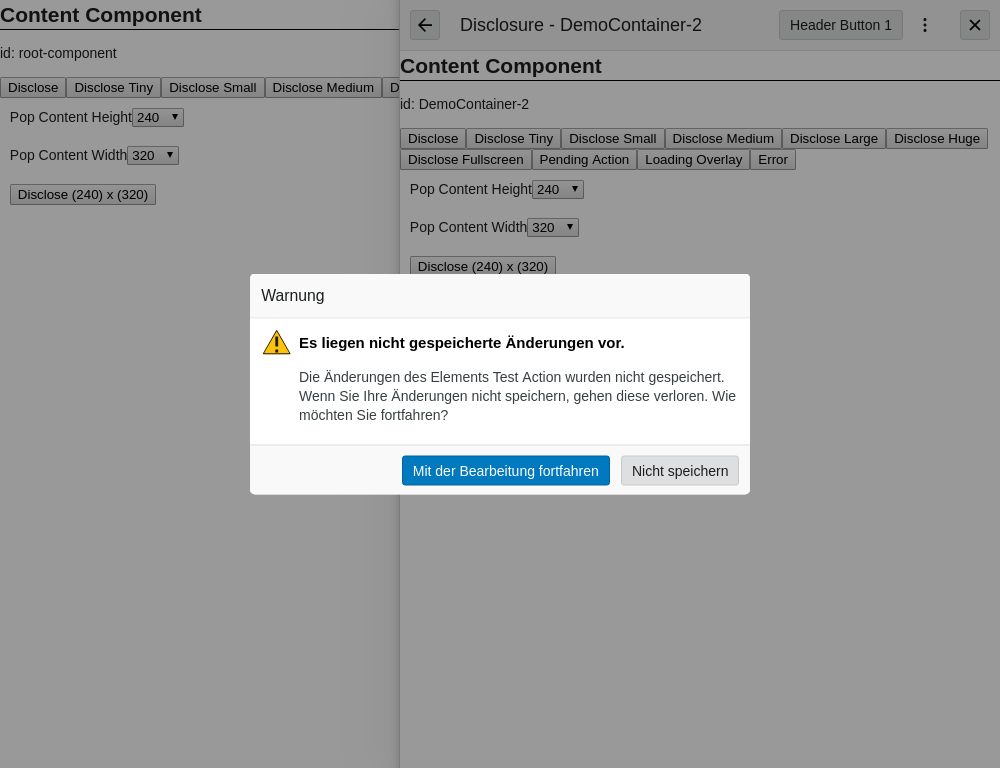 Content Component
id: root-component
Disclose Disclose Tiny Disclose Small Disclose Medium D
Pop Content Height 240
Pop Content Width 320
Disclose (240) x (320)
Disclosure - DemoContainer-2 Header Button 1
Content Component
id: DemoContainer-2
Disclose Disclose Tiny Disclose Small Disclose Medium Disclose Large Disclose Huge
Disclose Fullscreen Pending Action Loading Overlay Error
Pop Content Height 240
Pop Content Width 320
Disclose (240) x (320)
Warnung
Es liegen nicht gespeicherte Änderungen vor.
Die Änderungen des Elements Test Action wurden nicht gespeichert.
Wenn Sie Ihre Änderungen nicht speichern, gehen diese verloren. Wie
möchten Sie fortfahren?
Mit der Bearbeitung fortfahren Nicht speichern